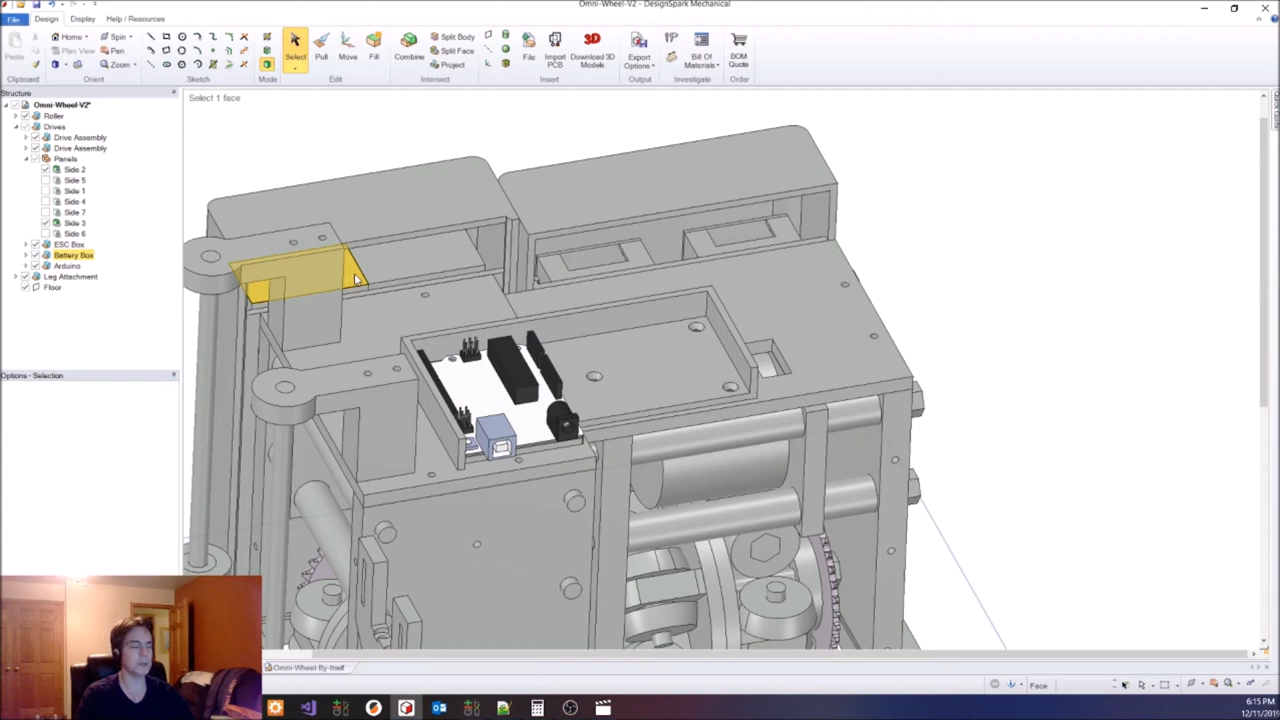 Omni-Wheel-V2 - DesignSpark Mechanical
File Design Display Help / Resources
Home Spin
Plan View Pan
Paste Zoom
Select Pull Move Fill
Combine Split Body
Split Face
Project
File Import PCB Download 3D Models
Export Options
Bill Of Materials
BOM Quote
Clipboard Orient Sketch Mode Edit Intersect Insert Output Investigate Order
Structure
Select 1 face
Omni-Wheel-V2*
Roller
Drives
Drive Assembly
Drive Assembly
Panels
Side 2
Side 5
Side 1
Side 4
Side 7
Side 3
Side 6
ESC Box
Battery Box
Arduino
Leg Attachment
Floor
Options - Selection
Omni-Wheel-By-Itself
Face
6:15 PM